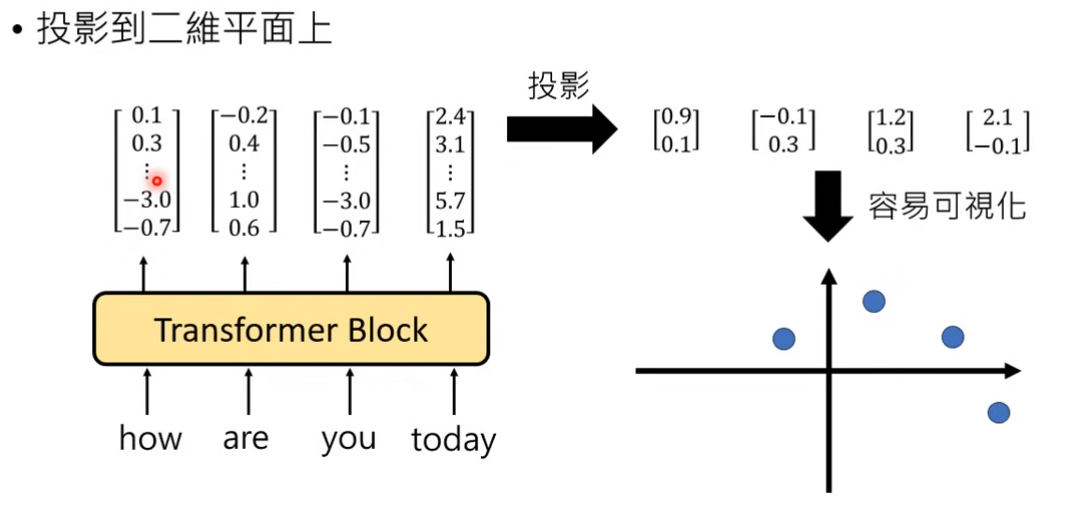 • 投影到二維平面上
投影
0.1 −0.2 −0.1 2.4 0.9 −0.1 1.2 2.1
0.3 0.4 −0.5 3.1 0.1 0.3 0.3 −0.1
⋮ ⋮ ⋮ ⋮
−3.0 1.0 −3.0 5.7
−0.7 0.6 −0.7 1.5
容易可視化
Transformer Block
how are you today